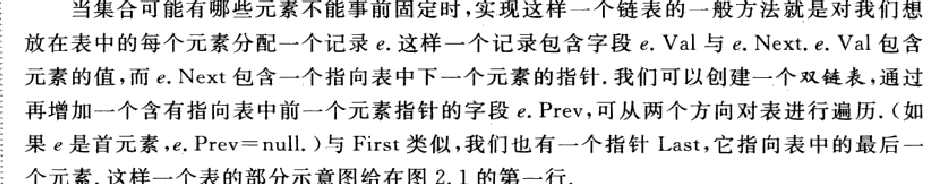 当集合可能有哪些元素不能事前固定时,实现这样一个链表的一般方法就是对我们想
放在表中的每个元素分配一个记录 e. 这样一个记录包含字段 e. Val 与 e. Next. e. Val 包含
元素的值,而 e. Next 包含一个指向表中下一个元素的指针. 我们可以创建一个双链表,通过
再增加一个含有指向表中前一个元素指针的字段 e. Prev,可从两个方向对表进行遍历. (如
果 e 是首元素,e. Prev=null. )与 First 类似,我们也有一个指针 Last,它指向表中的最后一
个元素. 这样一个表的部分示意图给在图 2. 1 的第一行.